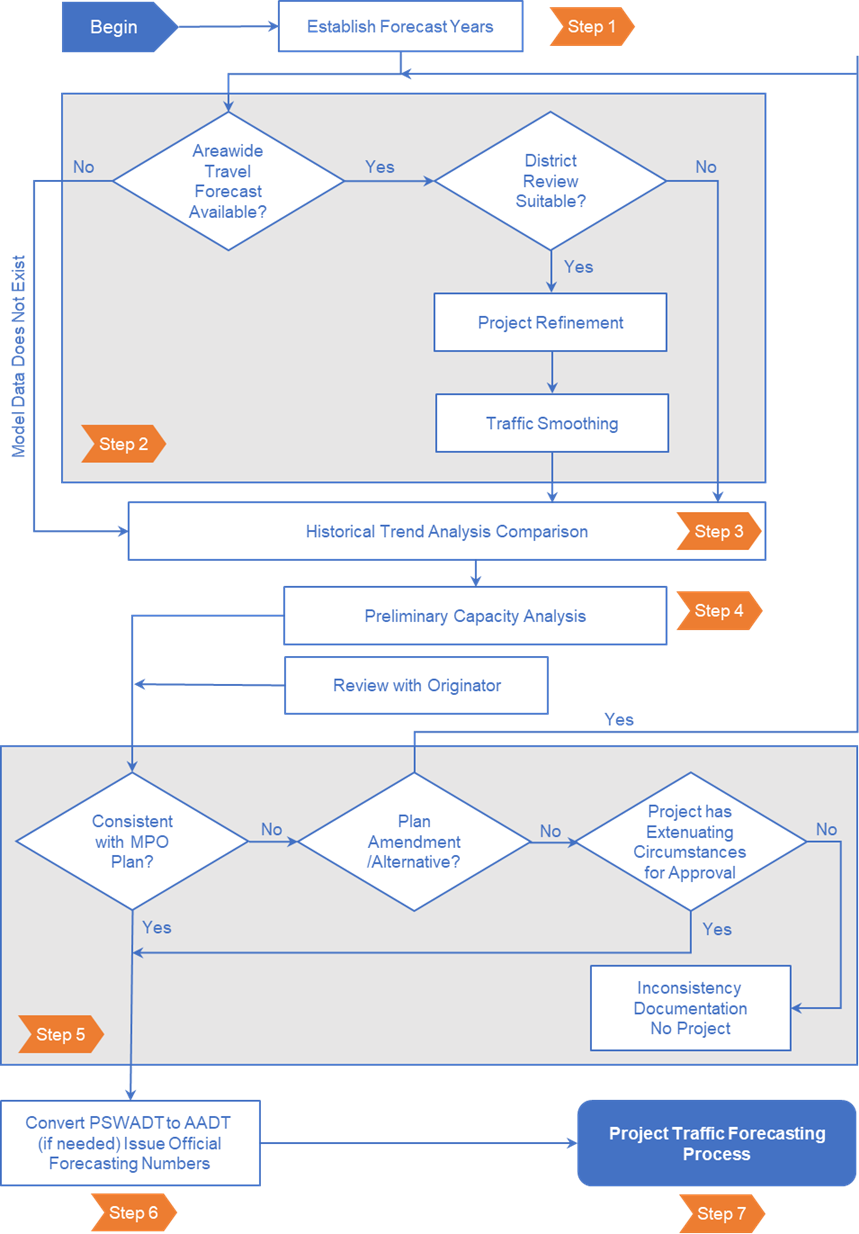 Begin
Establish Forecast Years
Step 1
Areawide
Travel
Forecast
Available?
No
Yes
District
Review
Suitable?
No
Yes
Model Data Does Not Exist
Project Refinement
Traffic Smoothing
Step 2
Historical Trend Analysis Comparison
Step 3
Preliminary Capacity Analysis
Step 4
Review with Originator
Yes
Consistent
with MPO
Plan?
No
Plan
Amendment
/Alternative?
No
Project has
Extenuating
Circumstances
for Approval
No
Yes
Yes
Inconsistency
Documentation
No Project
Step 5
Convert PSWADT to AADT
(if needed) Issue Official
Forecasting Numbers
Project Traffic Forecasting
Process
Step 6
Step 7